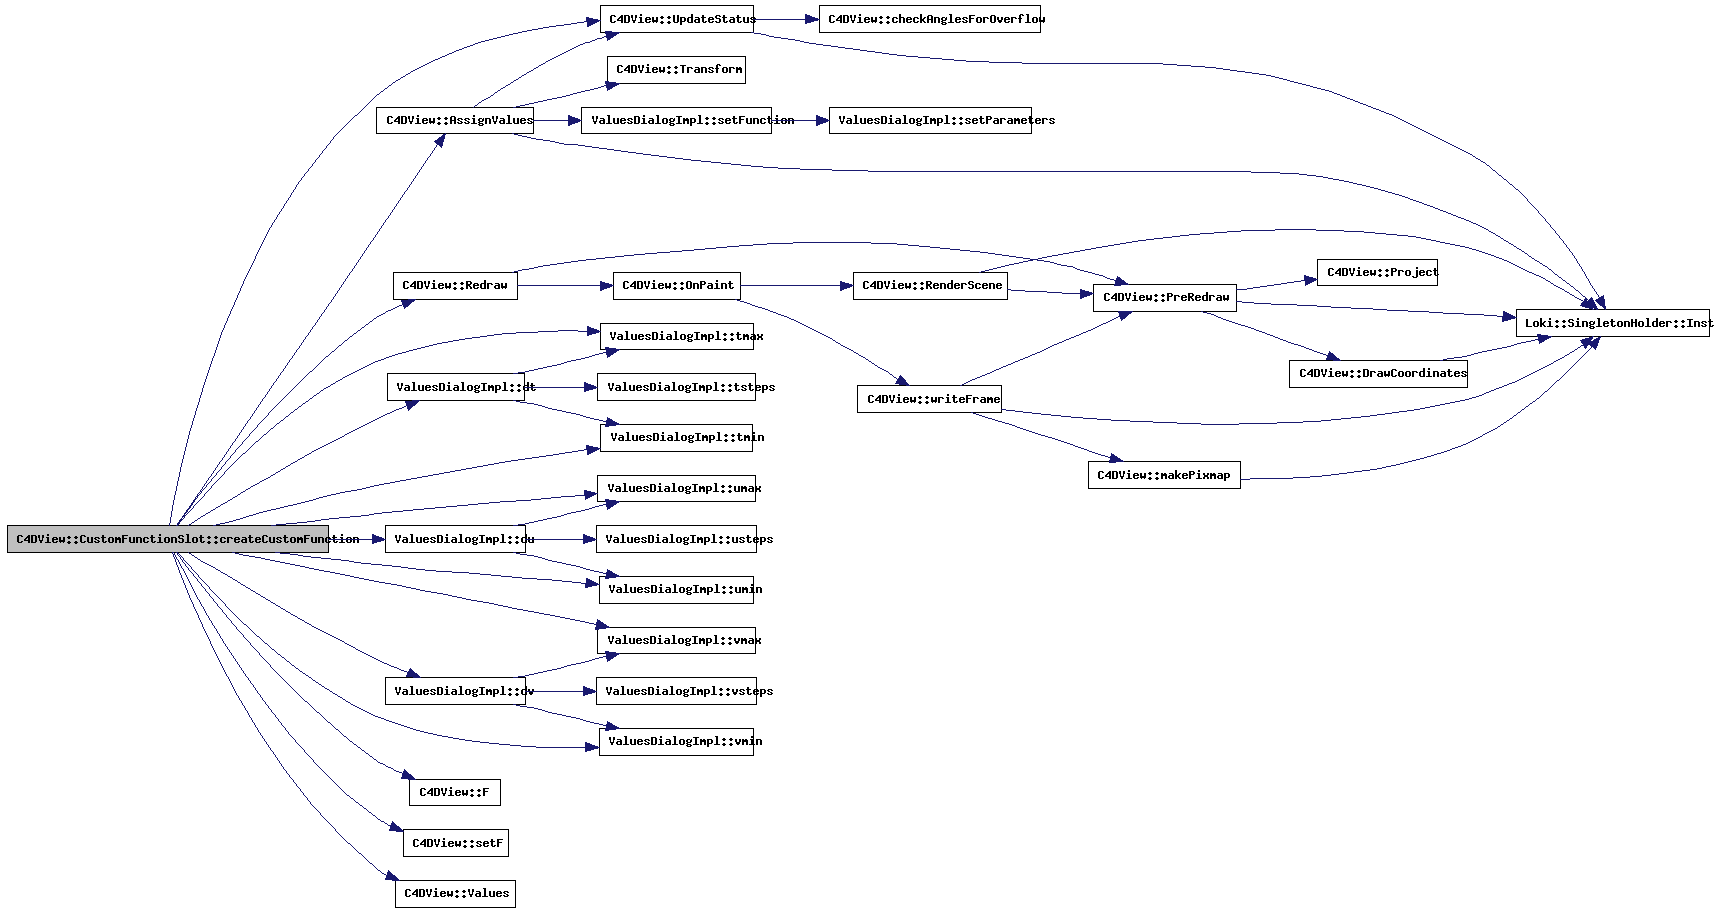 C4DView::UpdateStatus
C4DView::checkAnglesForOverflow
C4DView::Transform
C4DView::AssignValues
ValuesDialogImpl::setFunction
ValuesDialogImpl::setParameters
C4DView::Project
C4DView::Redraw
C4DView::OnPaint
C4DView::RenderScene
C4DView::PreRedraw
Loki::SingletonHolder::Inst
ValuesDialogImpl::tmax
C4DView::DrawCoordinates
ValuesDialogImpl::dt
ValuesDialogImpl::tsteps
C4DView::writeFrame
ValuesDialogImpl::tmin
C4DView::makePixmap
ValuesDialogImpl::umax
C4DView::CustomFunctionSlot::createCustomFunction
ValuesDialogImpl::du
ValuesDialogImpl::usteps
ValuesDialogImpl::umin
ValuesDialogImpl::vmax
ValuesDialogImpl::dv
ValuesDialogImpl::vsteps
ValuesDialogImpl::vmin
C4DView::F
C4DView::setF
C4DView::Values